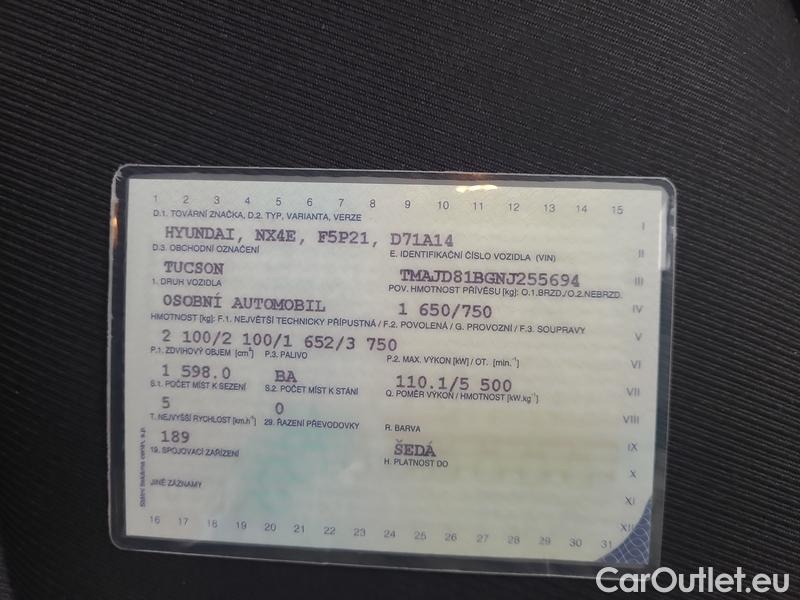 1 2 3 4 5 6 7 8 9 10 11 12 13 14 15
I
D.1. TOVÁRNÍ ZNAČKA, D.2. TYP, VARIANTA, VERZE
HYUNDAI, NX4E, F5P21, D71A14
II
D.3. OBCHODNÍ OZNAČENÍ E. IDENTIFIKAČNÍ ČÍSLO VOZIDLA (VIN)
TUCSON TMAJD81BGNJ255694
III
1. DRUH VOZIDLA POV. HMOTNOST PŘÍVĚSU [kg]: O.1.BRZD./O.2.NEBRZD.
OSOBNÍ AUTOMOBIL 1 650/750
IV
HMOTNOST [kg]: F.1. NEJVĚTŠÍ TECHNICKY PŘÍPUSTNÁ / F.2. POVOLENÁ / G. PROVOZNÍ / F.3. SOUPRAVY
2 100/2 100/1 652/3 750
V
P.1. ZDVIHOVÝ OBJEM [cm³] P.3. PALIVO P.2. MAX. VÝKON [kW] / OT. [min.⁻¹]
1 598.0 BA 110.1/5 500
VI
VII
S.1. POČET MÍST K SEZENÍ S.2. POČET MÍST K STÁNÍ Q. POMĚR VÝKON / HMOTNOST [kW.kg⁻¹]
5 0
VIII
T. NEJVYŠŠÍ RYCHLOST [km.h⁻¹] 29. ŘAZENÍ PŘEVODOVKY R. BARVA
189 ŠEDÁ
IX
19. SPOJOVACÍ ZAŘÍZENÍ H. PLATNOST DO
X
JINÉ ZÁZNAMY
XI
XII
16 17 18 19 20 21 22 23 24 25 26 27 28 29 30 31
Státní tiskárna cenin, s.p.
CarOutlet.eu